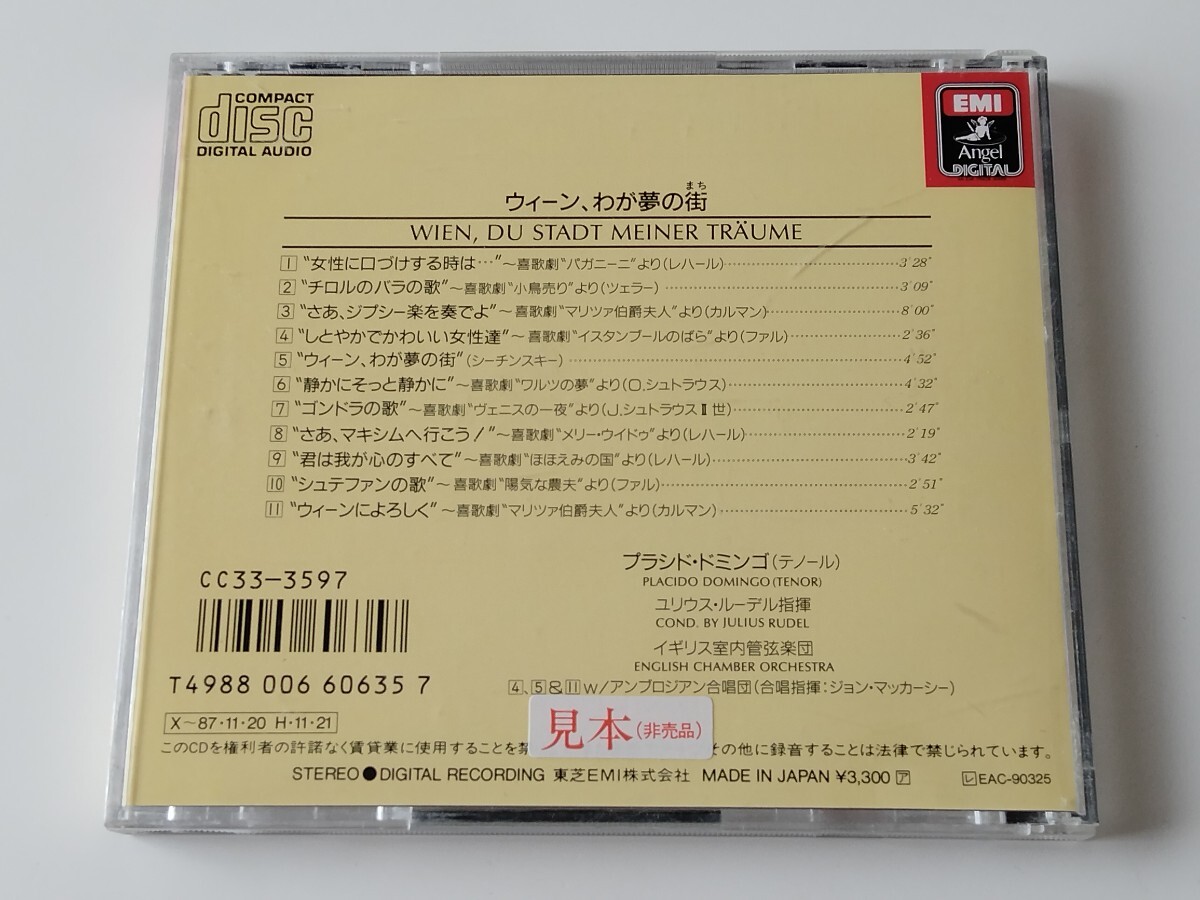 COMPACT
disc
DIGITAL AUDIO
EMI
Angel
DIGITAL
まち
ウィーン、わが夢の街
WIEN, DU STADT MEINER TRÄUME
1 “女性に口づけする時は…”〜喜歌劇“パガニーニ”より(レハール) 3'28"
2 “チロルのバラの歌”〜喜歌劇“小鳥売り”より(ツェラー) 3'09"
3 “さあ、ジプシー楽を奏でよ”〜喜歌劇“マリツァ伯爵夫人”より(カルマン) 8'00"
4 “しとやかでかわいい女性達”〜喜歌劇“イスタンブールのばら”より(ファル) 2'36"
5 “ウィーン、わが夢の街”(シーチンスキー) 4'52"
6 “静かにそっと静かに”〜喜歌劇“ワルツの夢”より(O.シュトラウス) 4'32"
7 “ゴンドラの歌”〜喜歌劇“ヴェニスの一夜”より(J.シュトラウスⅡ世) 2'47"
8 “さあ、マキシムへ行こう!”〜喜歌劇“メリー・ウイドゥ”より(レハール) 2'19"
9 “君は我が心のすべて”〜喜歌劇“ほほえみの国”より(レハール) 3'42"
10 “シュテファンの歌”〜喜歌劇“陽気な農夫”より(ファル) 2'51"
11 “ウィーンによろしく”〜喜歌劇“マリツァ伯爵夫人”より(カルマン) 5'32"
プラシド・ドミンゴ(テノール)
PLACIDO DOMINGO (TENOR)
ユリウス・ルーデル指揮
COND. BY JULIUS RUDEL
イギリス室内管弦楽団
ENGLISH CHAMBER ORCHESTRA
4、5&11w/アンブロジアン合唱団(合唱指揮:ジョン・マッカーシー)
CC33-3597
T4988 006 60635 7
X〜87・11・20 H・11・21
見本(非売品)
このCDを権利者の許諾なく賃貸業に使用することを禁 その他に録音することは法律で禁じられています。
STEREO●DIGITAL RECORDING 東芝EMI株式会社 MADE IN JAPAN ¥3,300 ア レEAC-90325